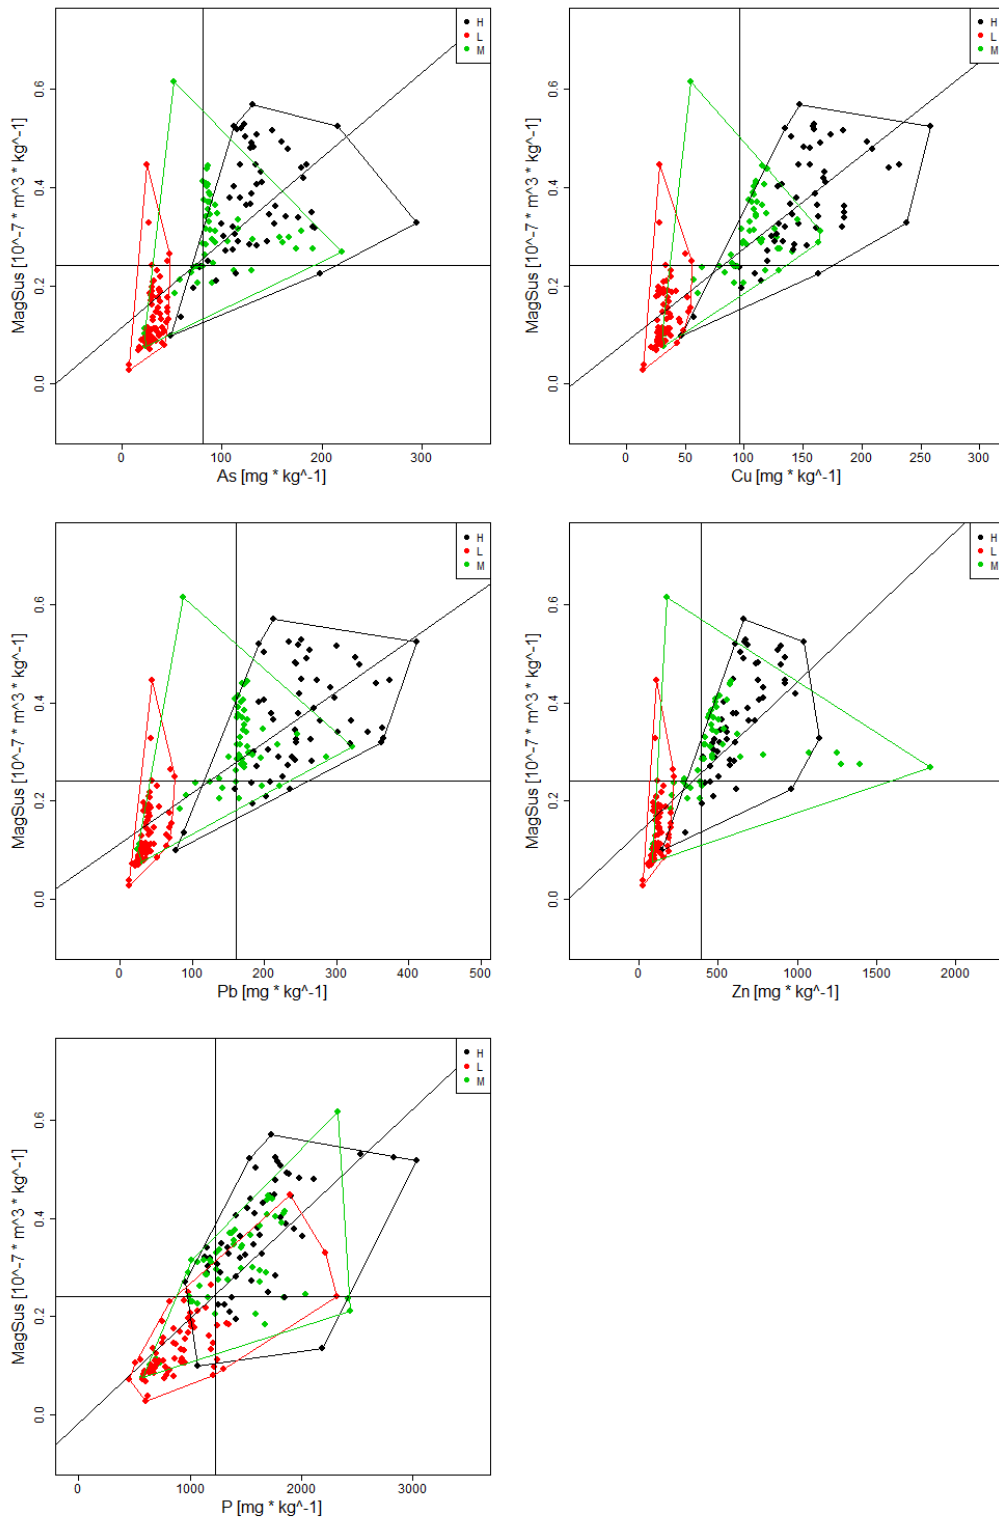 H
L
M
0.6
0.4
0.2
0.0
MagSus [10^-7 * m^3 * kg^-1]
0 100 200 300
As [mg * kg^-1]
H
L
M
0.6
0.4
0.2
0.0
MagSus [10^-7 * m^3 * kg^-1]
0 50 100 150 200 250 300
Cu [mg * kg^-1]
H
L
M
0.6
0.4
0.2
0.0
MagSus [10^-7 * m^3 * kg^-1]
0 100 200 300 400 500
Pb [mg * kg^-1]
H
L
M
0.6
0.4
0.2
0.0
MagSus [10^-7 * m^3 * kg^-1]
0 500 1000 1500 2000
Zn [mg * kg^-1]
H
L
M
0.6
0.4
0.2
0.0
MagSus [10^-7 * m^3 * kg^-1]
0 1000 2000 3000
P [mg * kg^-1]